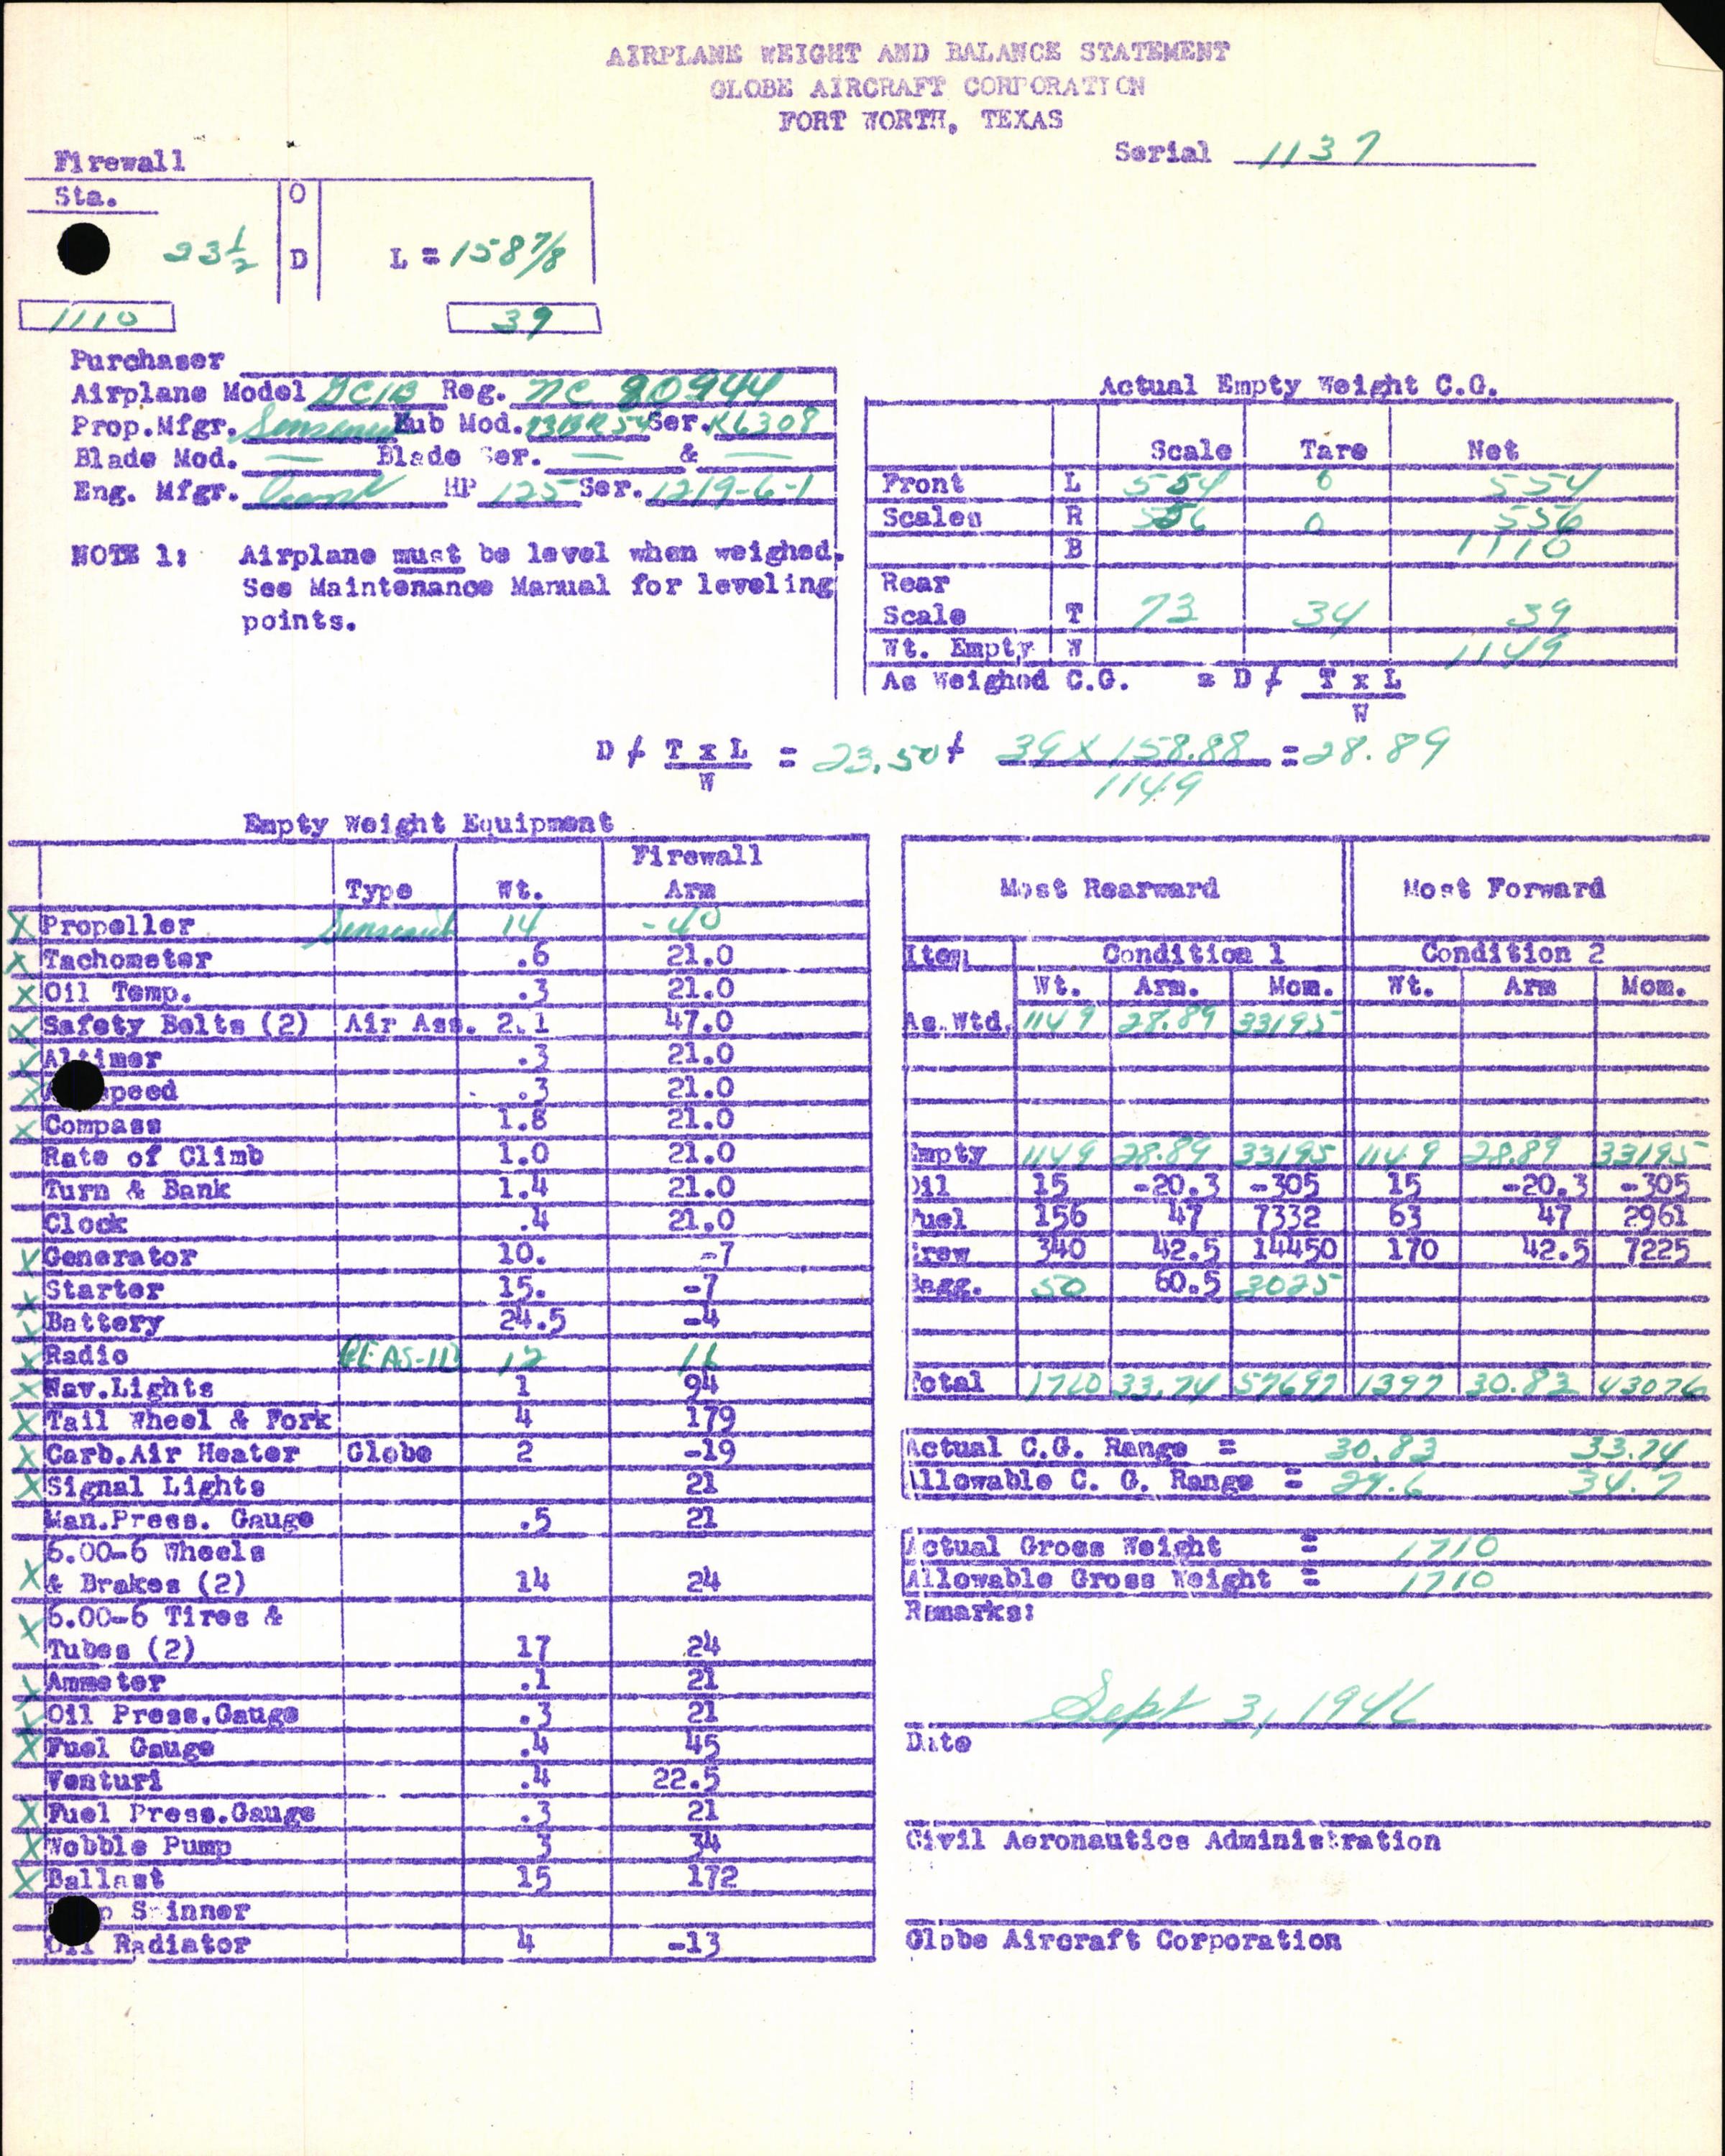 AIRPLANE WEIGHT AND BALANCE STATEMENT
GLOBE AIRCRAFT CORPORATION
FORT WORTH, TEXAS
Serial 1137
Firewall
Sta. O
23½ D L = 158 7/8
1110 39
Purchaser
Airplane Model GC1B Reg. NC 80944
Prop.Mfgr. Sensenich Hub Mod. Ser. K6308
Blade Mod. — Blade Ser. — & —
Eng. Mfgr. HP 125 Ser. 1219-6-1
NOTE 1: Airplane must be level when weighed.
See Maintenance Manual for leveling
points.
Actual Empty Weight C.G.
Scale Tare Net
Front L 554 0 554
Scales R 556 0 556
B 1110
Rear
Scale T 73 34 39
Wt. Empty W 1149
As Weighed C.G. = D ƒ T x L
W
D ƒ T x L = 23.50 ƒ 39 x 158.88 = 28.89
W 1149
Empty Weight Equipment
Firewall
Type Wt. Arm
X Propeller Sensenich 14 -40
X Tachometer .6 21.0
X Oil Temp. .3 21.0
X Safety Belts (2) Air Ass. 2.1 47.0
X Altimer .3 21.0
X peed .3 21.0
X Compass 1.8 21.0
Rate of Climb 1.0 21.0
Turn & Bank 1.4 21.0
Clock .4 21.0
X Generator 10. -7
X Starter 15. -7
X Battery 24.5 -4
X Radio 12 16
X Nav.Lights 1 94
X Tail Wheel & Fork 4 179
X Carb.Air Heater Globe 2 -19
X Signal Lights 21
Man.Press. Gauge .5 21
6.00-6 Wheels
X & Brakes (2) 14 24
X 6.00-6 Tires &
Tubes (2) 17 24
X Ammeter .1 21
X Oil Press.Gauge .3 21
X Fuel Gauge .4 45
Venturi .4 22.5
X Fuel Press.Gauge .3 21
X Wobble Pump 3 34
X Ballast 15 172
p Spinner
Oil Radiator 4 -13
Most Rearward Most Forward
Item Condition 1 Condition 2
Wt. Arm. Mom. Wt. Arm Mom.
As Wtd. 1149 28.89 33195
Empty 1149 28.89 33195 1149 28.89 33195
Oil 15 -20.3 -305 15 -20.3 -305
Fuel 156 47 7332 63 47 2961
Crew 340 42.5 14450 170 42.5 7225
Bagg. 50 60.5 3025
Total 1710 33.74 57697 1397 30.83 43076
Actual C.G. Range = 30.83 33.74
Allowable C. G. Range = 29.6 34.7
Actual Gross Weight = 1710
Allowable Gross Weight = 1710
Remarks:
Sept 3, 1946
Date
Civil Aeronautics Administration
Globe Aircraft Corporation